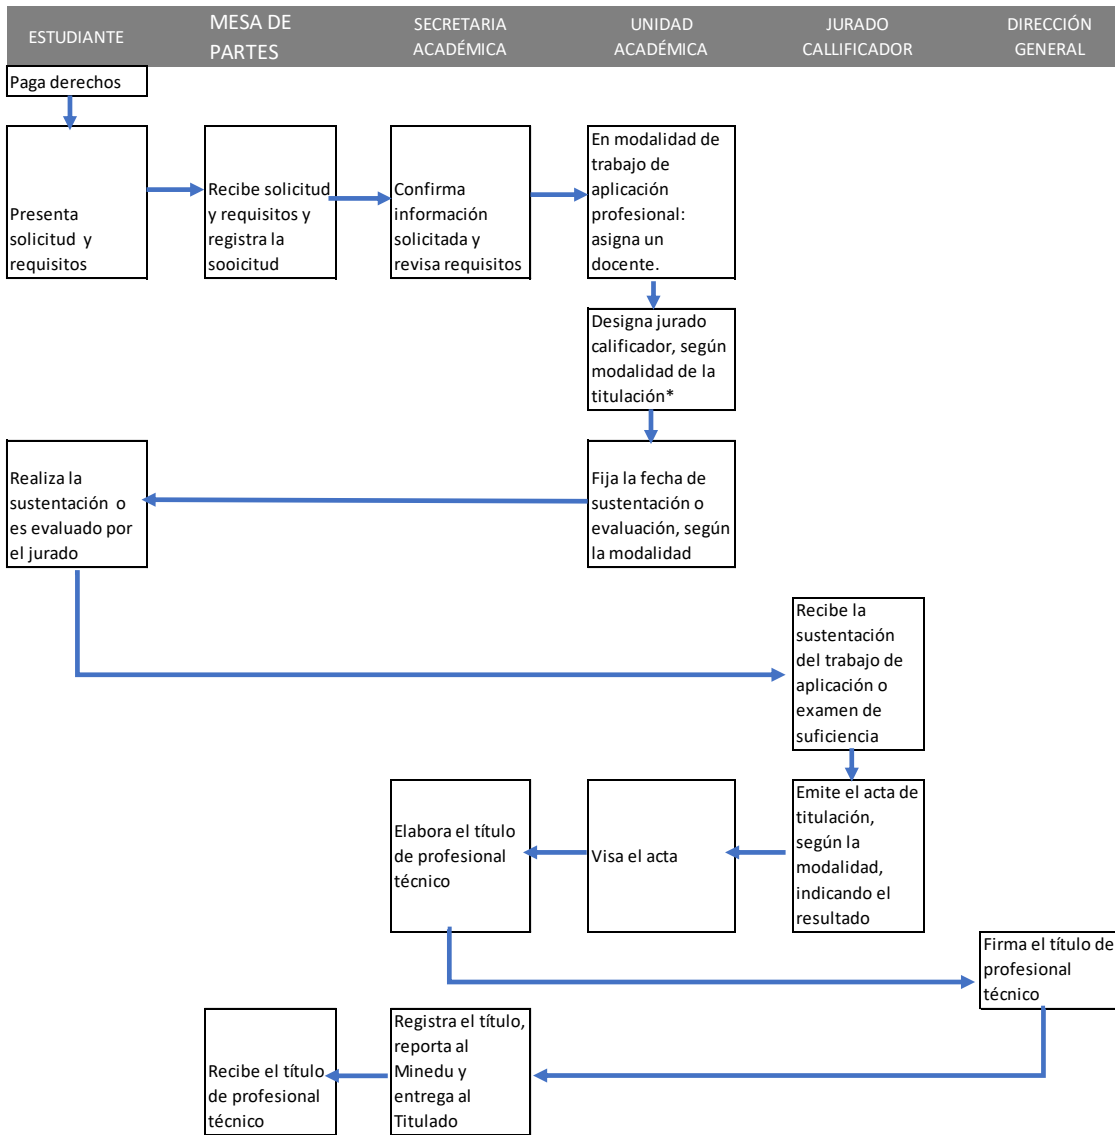 ESTUDIANTE
MESA DE
PARTES
SECRETARIA
ACADÉMICA
UNIDAD
ACADÉMICA
JURADO
CALLIFICADOR
DIRECCIÓN
GENERAL
Paga derechos
Presenta
solicitud y
requisitos
Recibe solicitud
y requisitos y
registra la
sooicitud
Confirma
información
solicitada y
revisa requisitos
En modalidad de
trabajo de
aplicación
profesional:
asigna un
docente.
Designa jurado
calificador, según
modalidad de la
titulación*
Fija la fecha de
sustentación o
evaluación, según
la modalidad
Realiza la
sustentación o
es evaluado por
el jurado
Recibe la
sustentación
del trabajo de
aplicación o
examen de
suficiencia
Emite el acta de
titulación,
según la
modalidad,
indicando el
resultado
Visa el acta
Elabora el título
de profesional
técnico
Firma el título de
profesional
técnico
Registra el título,
reporta al
Minedu y
entrega al
Titulado
Recibe el título
de profesional
técnico